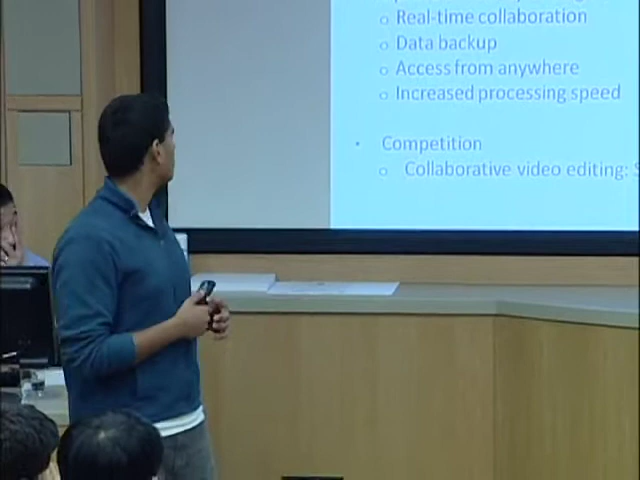 ○ Real-time collaboration
○ Data backup
○ Access from anywhere
○ Increased processing speed
• Competition
○ Collaborative video editing: